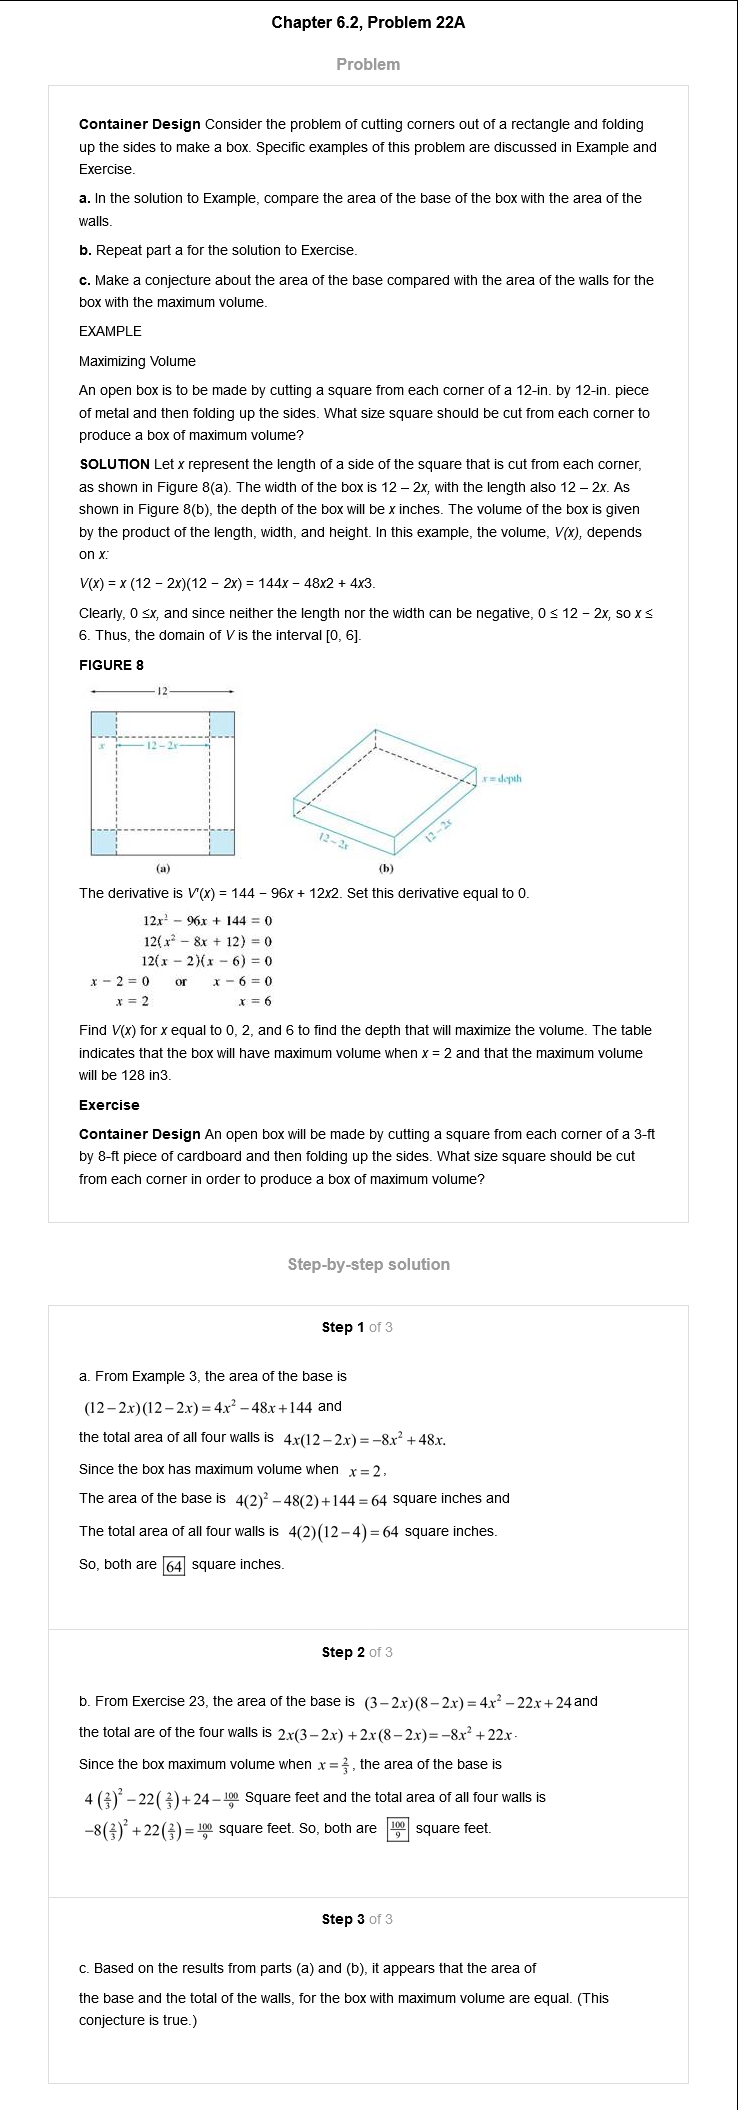 Chapter 6.2, Problem 22A
Problem
Container Design Consider the problem of cutting corners out of a rectangle and folding
up the sides to make a box. Specific examples of this problem are discussed in Example and
Exercise.
a. In the solution to Example, compare the area of the base of the box with the area of the
walls.
b. Repeat part a for the solution to Exercise.
c. Make a conjecture about the area of the base compared with the area of the walls for the
box with the maximum volume.
EXAMPLE
Maximizing Volume
An open box is to be made by cutting a square from each corner of a 12-in. by 12-in. piece
of metal and then folding up the sides. What size square should be cut from each corner to
produce a box of maximum volume?
SOLUTION Let x represent the length of a side of the square that is cut from each corner,
as shown in Figure 8(a). The width of the box is 12 – 2x, with the length also 12 – 2x. As
shown in Figure 8(b), the depth of the box will be x inches. The volume of the box is given
by the product of the length, width, and height. In this example, the volume, V(x), depends
on x:
V(x) = x (12 – 2x)(12 – 2x) = 144x – 48x2 + 4x3.
Clearly, 0 ≤x, and since neither the length nor the width can be negative, 0 ≤ 12 – 2x, so x ≤
6. Thus, the domain of V is the interval [0, 6].
FIGURE 8
12
x 12 – 2x
x = depth
12 – 2x 12 – 2x
(a) (b)
The derivative is V′(x) = 144 – 96x + 12x2. Set this derivative equal to 0.
12x² – 96x + 144 = 0
12(x² – 8x + 12) = 0
12(x – 2)(x – 6) = 0
x – 2 = 0 or x – 6 = 0
x = 2 x = 6
Find V(x) for x equal to 0, 2, and 6 to find the depth that will maximize the volume. The table
indicates that the box will have maximum volume when x = 2 and that the maximum volume
will be 128 in3.
Exercise
Container Design An open box will be made by cutting a square from each corner of a 3-ft
by 8-ft piece of cardboard and then folding up the sides. What size square should be cut
from each corner in order to produce a box of maximum volume?
Step-by-step solution
Step 1 of 3
a. From Example 3, the area of the base is
(12–2x)(12–2x)=4x²–48x+144 and
the total area of all four walls is 4x(12–2x)=–8x²+48x.
Since the box has maximum volume when x=2,
The area of the base is 4(2)²–48(2)+144=64 square inches and
The total area of all four walls is 4(2)(12–4)=64 square inches.
So, both are 64 square inches.
Step 2 of 3
b. From Exercise 23, the area of the base is (3–2x)(8–2x)=4x²–22x+24 and
the total are of the four walls is 2x(3–2x)+2x(8–2x)=–8x²+22x.
Since the box maximum volume when x=2/3, the area of the base is
4(2/3)²–22(2/3)+24–100/9 Square feet and the total area of all four walls is
–8(2/3)²+22(2/3)=100/9 square feet. So, both are 100/9 square feet.
Step 3 of 3
c. Based on the results from parts (a) and (b), it appears that the area of
the base and the total of the walls, for the box with maximum volume are equal. (This
conjecture is true.)